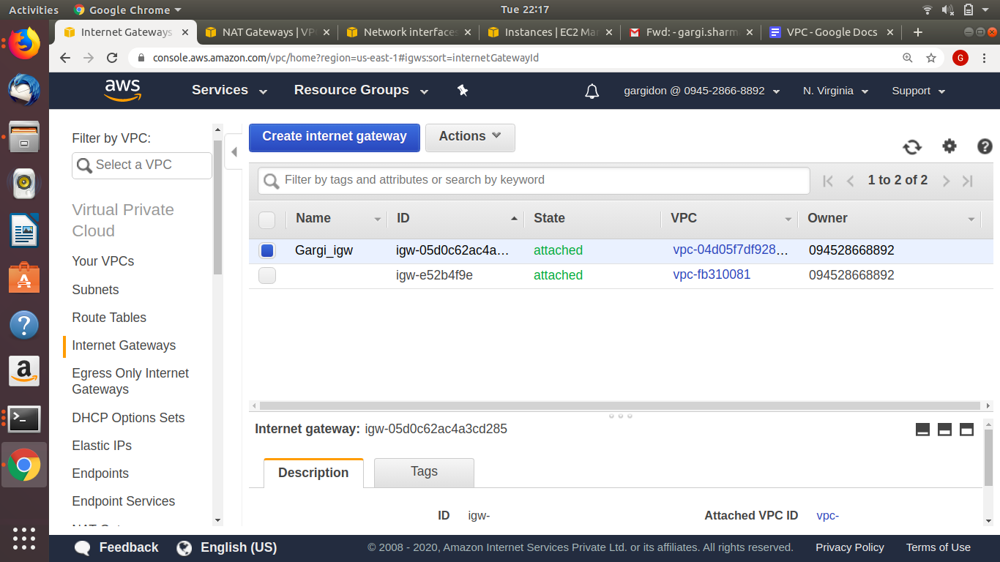 Activities Google Chrome Tue 22:17
Internet Gateways NAT Gateways | VP Network interfaces Instances | EC2 Man Fwd: - gargi.sharm VPC - Google Docs
console.aws.amazon.com/vpc/home?region=us-east-1#igws:sort=internetGatewayId G
aws Services Resource Groups gargidon @ 0945-2866-8892 N. Virginia Support
Filter by VPC:
Select a VPC
Virtual Private
Cloud
Your VPCs
Subnets
Route Tables
Internet Gateways
Egress Only Internet
Gateways
DHCP Options Sets
Elastic IPs
Endpoints
Endpoint Services
Create internet gateway Actions
Filter by tags and attributes or search by keyword 1 to 2 of 2
Name ID State VPC Owner
Gargi_igw igw-05d0c62ac4a… attached vpc-04d05f7df928… 094528668892
igw-e52b4f9e attached vpc-fb310081 094528668892
Internet gateway: igw-05d0c62ac4a3cd285
Description Tags
ID igw- Attached VPC ID vpc-
Feedback English (US) © 2008 - 2020, Amazon Internet Services Private Ltd. or its affiliates. All rights reserved. Privacy Policy Terms of Use